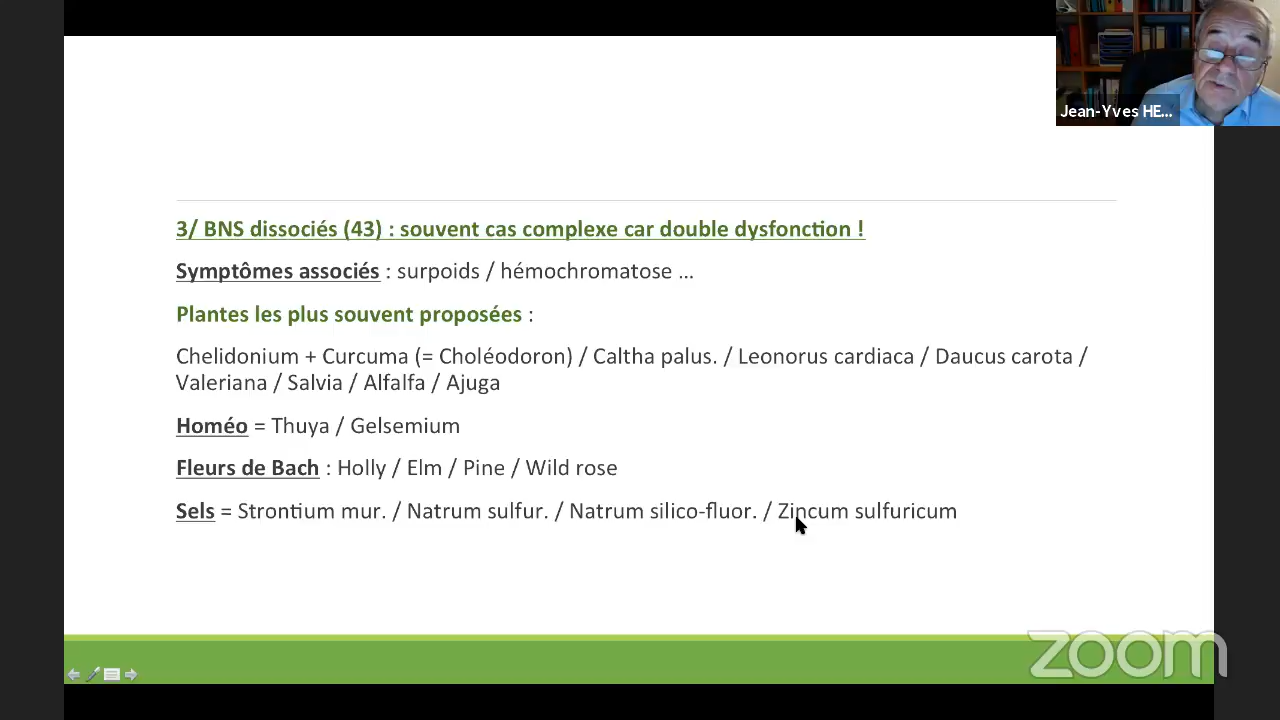 Jean-Yves HE...
3/ BNS dissociés (43) : souvent cas complexe car double dysfonction !
Symptômes associés : surpoids / hémochromatose ...
Plantes les plus souvent proposées :
Chelidonium + Curcuma (= Choléodoron) / Caltha palus. / Leonorus cardiaca / Daucus carota /
Valeriana / Salvia / Alfalfa / Ajuga
Homéo = Thuya / Gelsemium
Fleurs de Bach : Holly / Elm / Pine / Wild rose
Sels = Strontium mur. / Natrum sulfur. / Natrum silico-fluor. / Zincum sulfuricum
zoom